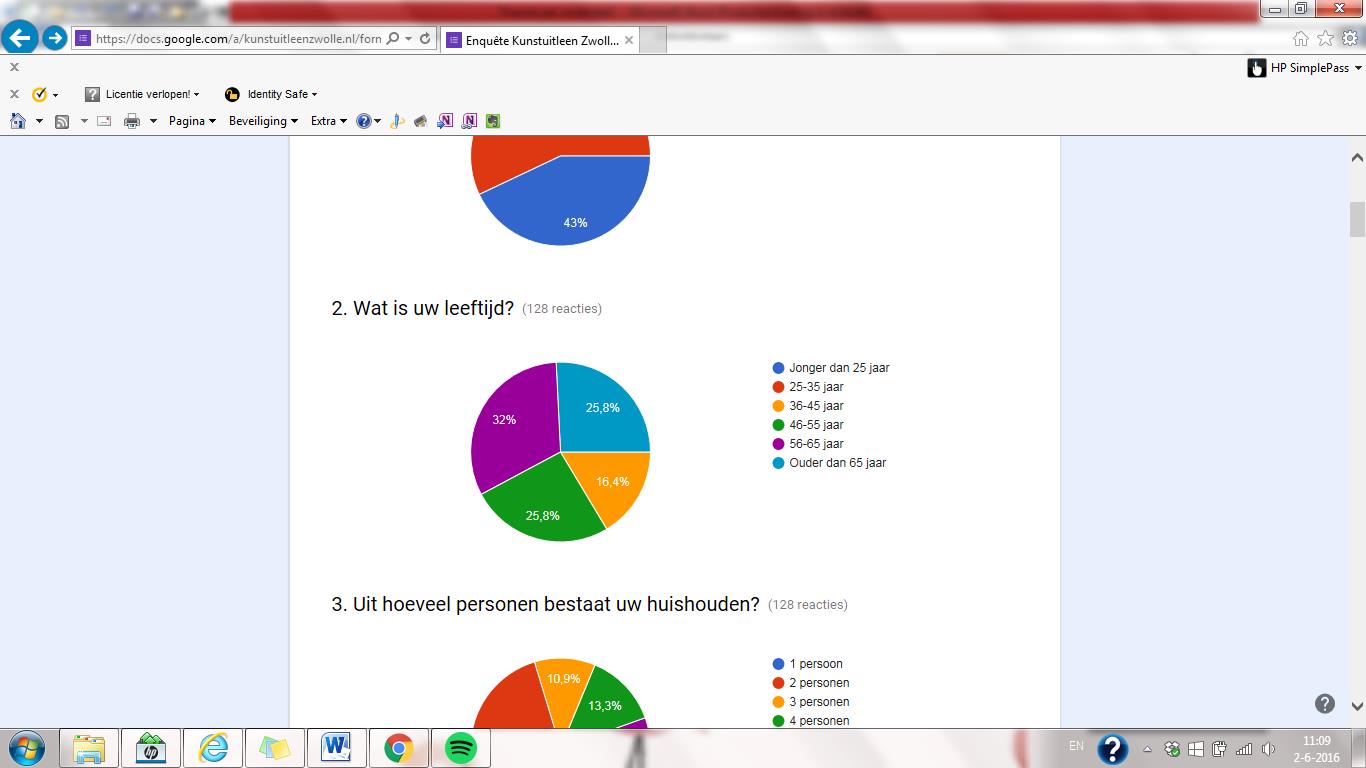 https://docs.google.com/a/kunstuitleenzwolle.nl/forn
Enquête Kunstuitleen Zwoll...
HP SimplePass
Licentie verlopen!
Identity Safe
Pagina
Beveiliging
Extra
43%
2. Wat is uw leeftijd? (128 reacties)
25,8%
32%
16,4%
25,8%
Jonger dan 25 jaar
25-35 jaar
36-45 jaar
46-55 jaar
56-65 jaar
Ouder dan 65 jaar
3. Uit hoeveel personen bestaat uw huishouden? (128 reacties)
10,9%
13,3%
1 persoon
2 personen
3 personen
4 personen
EN
11:09
2-6-2016